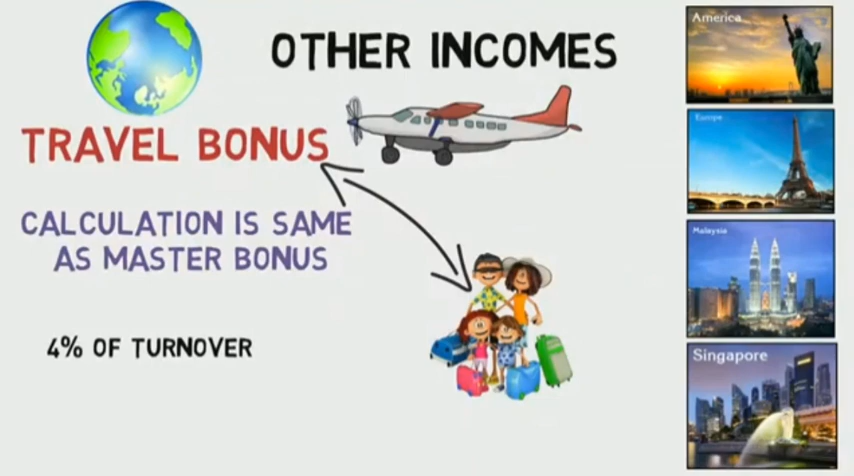 OTHER INCOMES
TRAVEL BONUS
CALCULATION IS SAME
AS MASTER BONUS
4% OF TURNOVER
America
Europe
Malaysia
Singapore